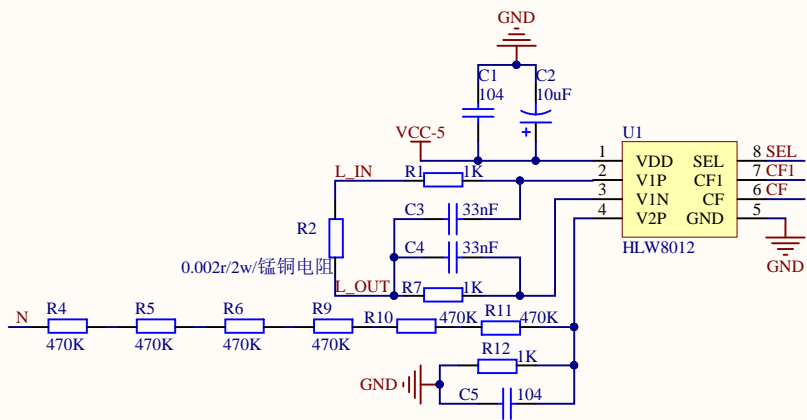 GND
C1
104
C2
10uF
VCC-5
U1
1 VDD SEL 8 SEL
2 V1P CF1 7 CF1
3 V1N CF 6 CF
4 V2P GND 5
HLW8012
GND
L_IN
R1 1K
C3 33nF
R2
C4 33nF
0.002r/2w/锰铜电阻
L_OUT
R7 1K
N
R4
470K
R5
470K
R6
470K
R9
470K
R10 470K
R11 470K
R12
1K
GND
C5 104